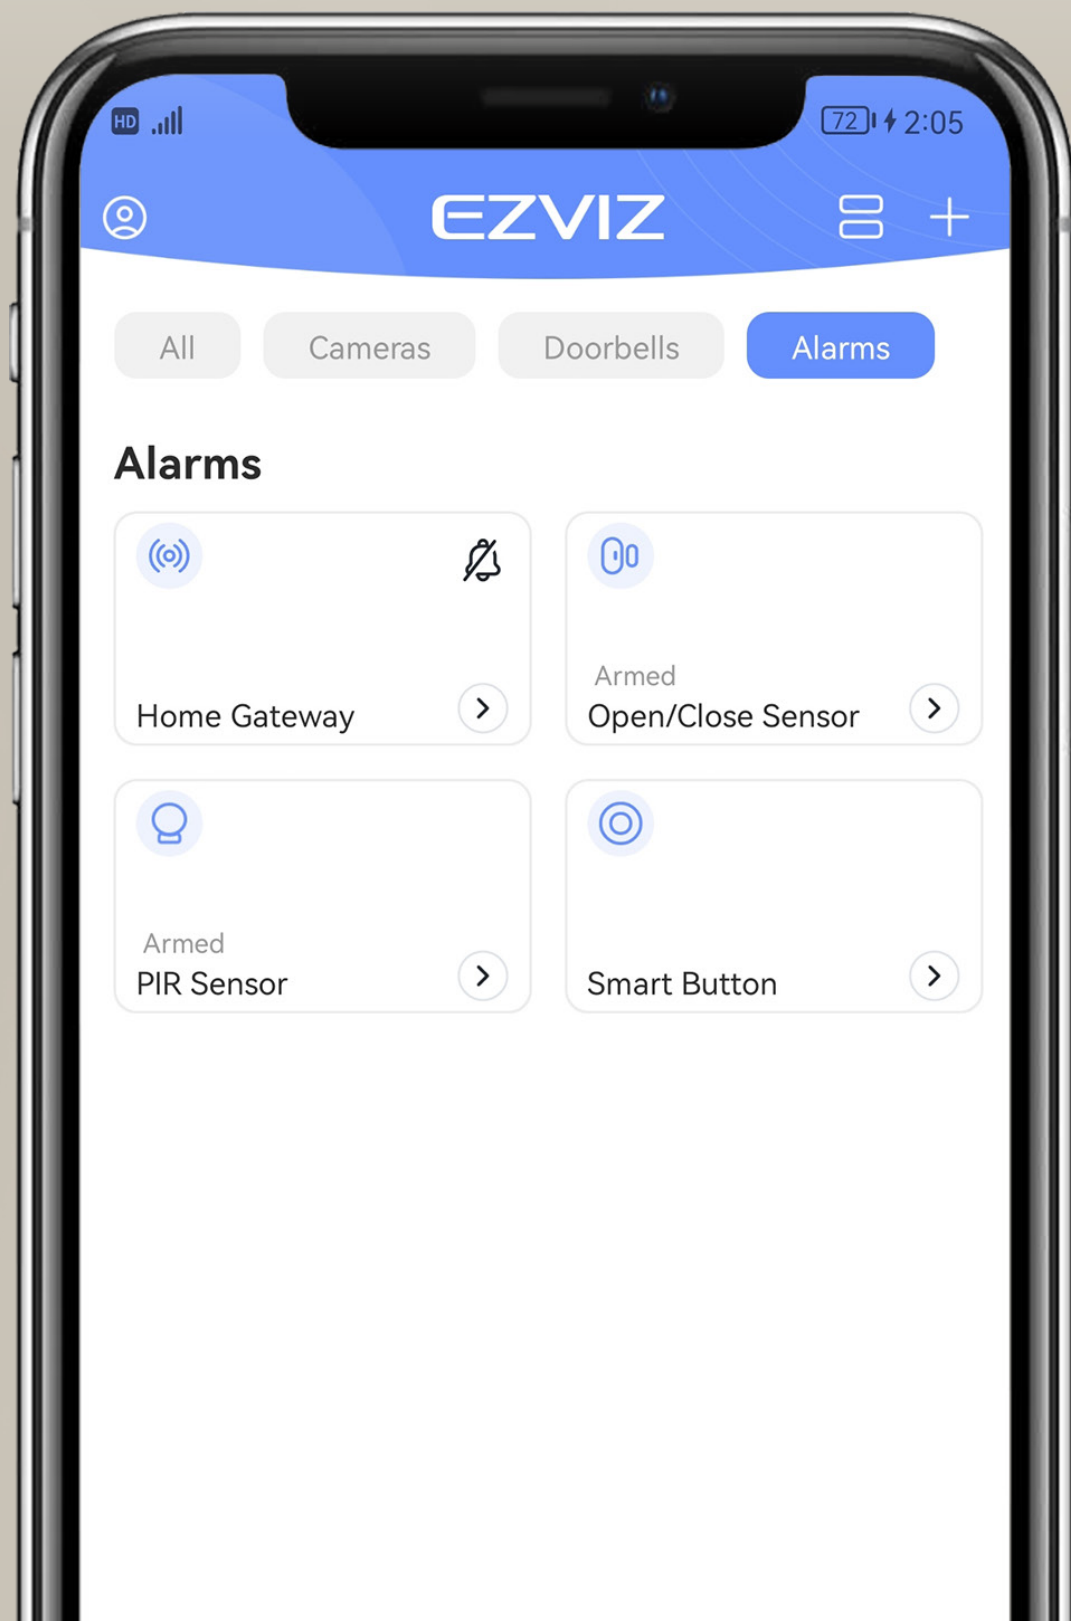 HD 72 2:05
EZVIZ
All Cameras Doorbells Alarms
Alarms
Home Gateway
Armed
Open/Close Sensor
Armed
PIR Sensor
Smart Button